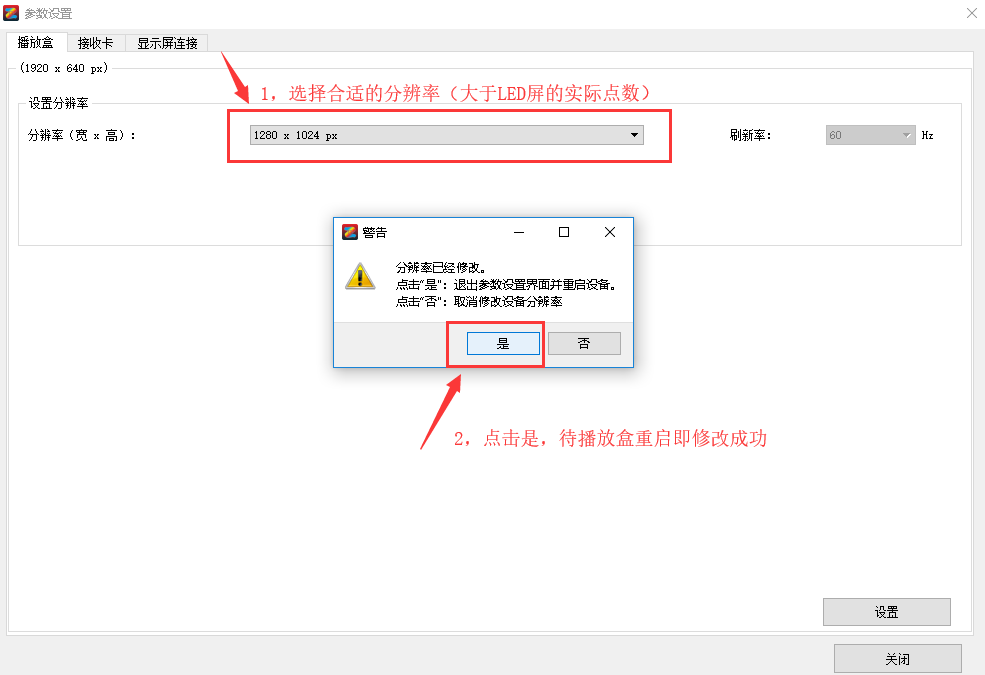 参数设置
播放盒 接收卡 显示屏连接
(1920 x 640 px)
1，选择合适的分辨率（大于LED屏的实际点数）
设置分辨率
分辨率（宽 x 高）: 1280 x 1024 px 刷新率: 60 Hz
警告
分辨率已经修改。
点击"是": 退出参数设置界面并重启设备。
点击"否": 取消修改设备分辨率
是 否
2，点击是，待播放盒重启即修改成功
设置
关闭